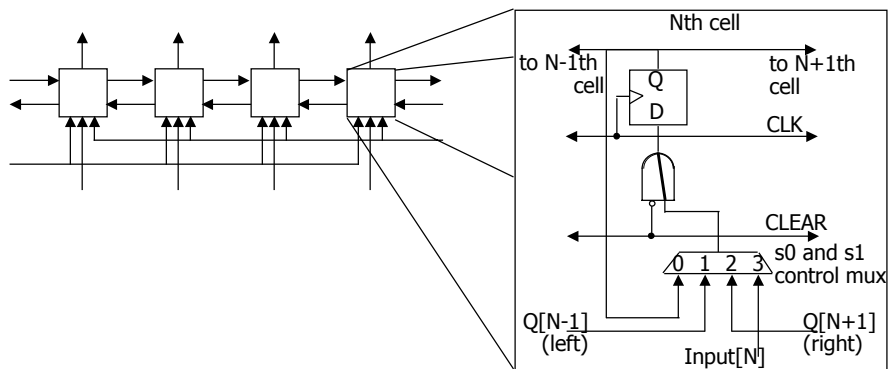 Nth cell
to N-1th
cell
to N+1th
cell
Q
D
CLK
CLEAR
s0 and s1
control mux
0 1 2 3
Q[N-1]
(left)
Q[N+1]
(right)
Input[N]